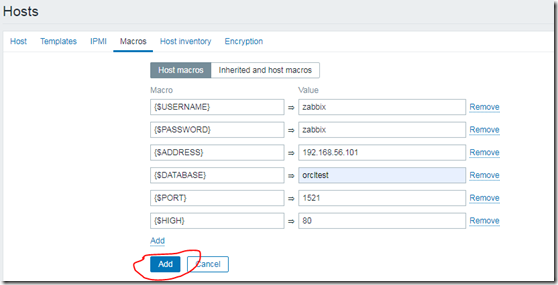 Hosts
Host Templates IPMI Macros Host inventory Encryption
Host macros Inherited and host macros
Macro Value
{$USERNAME} ⇒ zabbix Remove
{$PASSWORD} ⇒ zabbix Remove
{$ADDRESS} ⇒ 192.168.56.101 Remove
{$DATABASE} ⇒ orcltest Remove
{$PORT} ⇒ 1521 Remove
{$HIGH} ⇒ 80 Remove
Add
Add Cancel